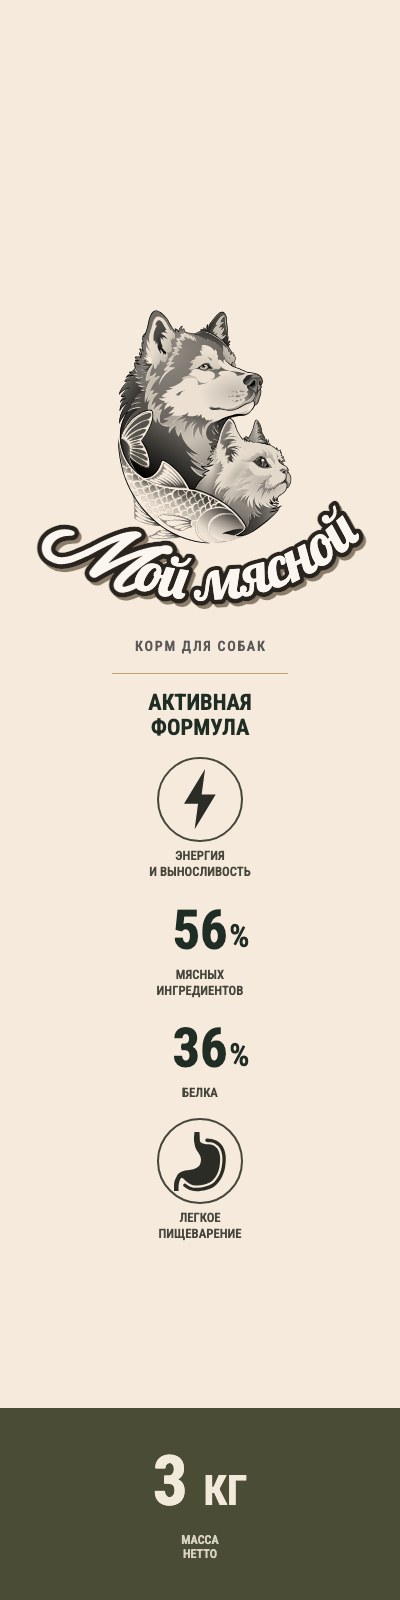 Мой мясной
КОРМ ДЛЯ СОБАК
АКТИВНАЯ
ФОРМУЛА
ЭНЕРГИЯ
И ВЫНОСЛИВОСТЬ
56%
МЯСНЫХ
ИНГРЕДИЕНТОВ
36%
БЕЛКА
ЛЕГКОЕ
ПИЩЕВАРЕНИЕ
3 кг
МАССА
НЕТТО